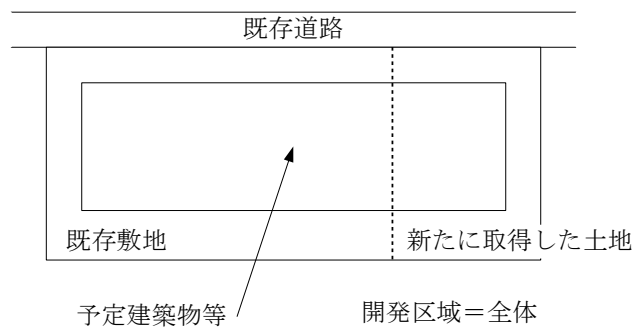 既存道路
既存敷地
新たに取得した土地
予定建築物等
開発区域＝全体